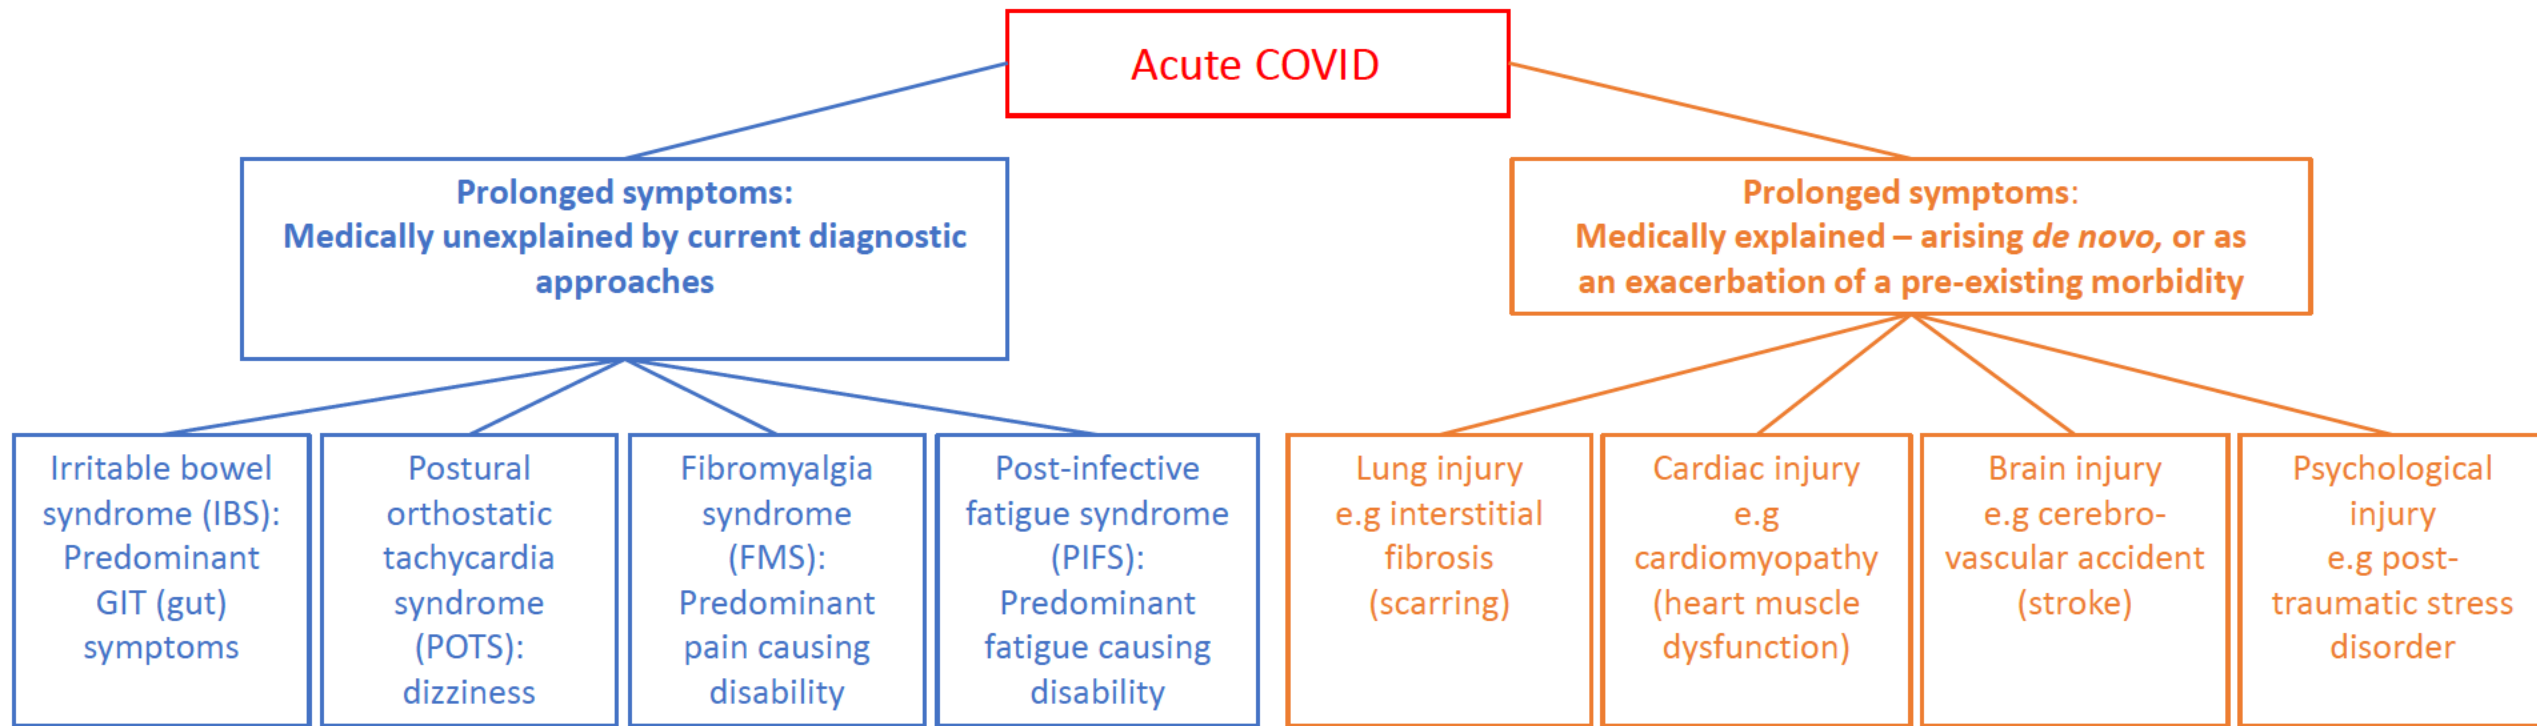 Acute COVID
Prolonged symptoms:
Medically unexplained by current diagnostic
approaches
Prolonged symptoms:
Medically explained – arising de novo, or as
an exacerbation of a pre-existing morbidity
Irritable bowel
syndrome (IBS):
Predominant
GIT (gut)
symptoms
Postural
orthostatic
tachycardia
syndrome
(POTS):
dizziness
Fibromyalgia
syndrome
(FMS):
Predominant
pain causing
disability
Post-infective
fatigue syndrome
(PIFS):
Predominant
fatigue causing
disability
Lung injury
e.g interstitial
fibrosis
(scarring)
Cardiac injury
e.g
cardiomyopathy
(heart muscle
dysfunction)
Brain injury
e.g cerebro-
vascular accident
(stroke)
Psychological
injury
e.g post-
traumatic stress
disorder